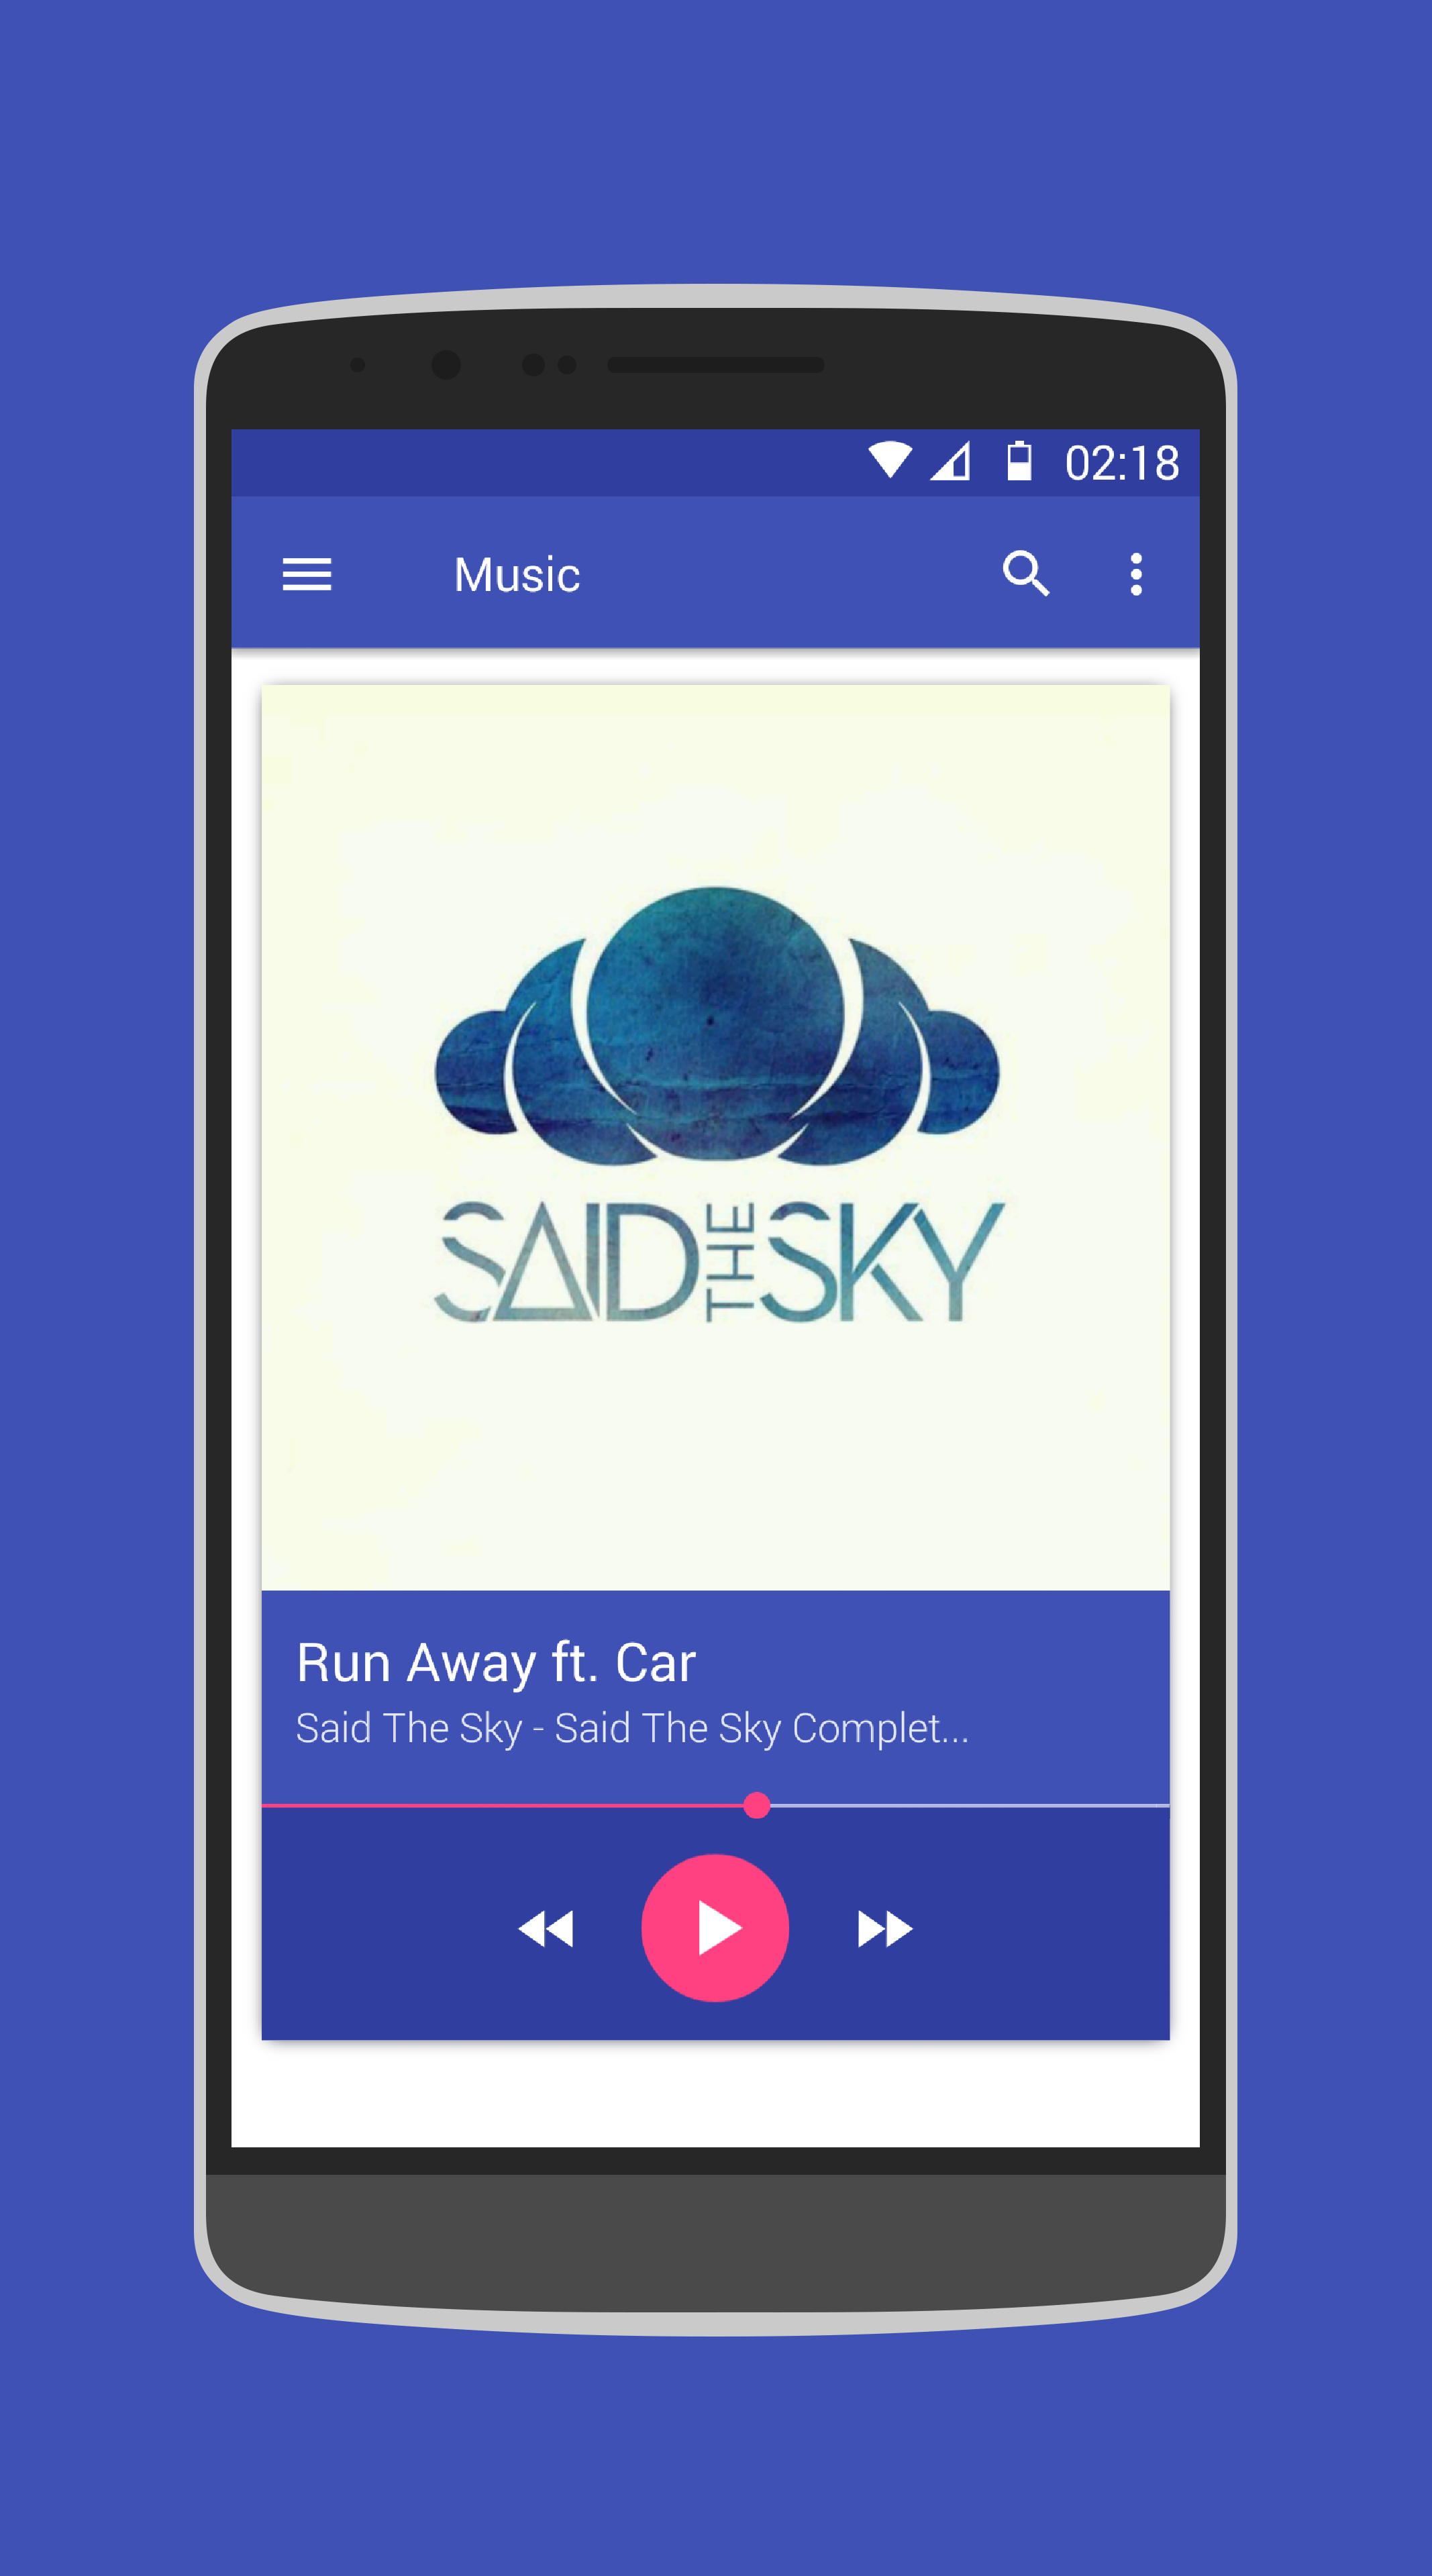 02:18
Music
SAID THE SKY
Run Away ft. Car
Said The Sky - Said The Sky Complet...